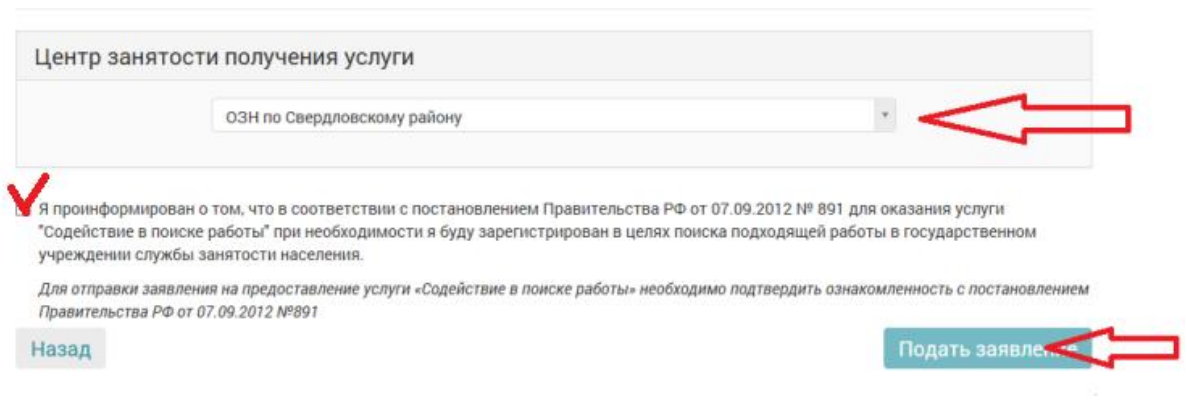 Центр занятости получения услуги
ОЗН по Свердловскому району
Я проинформирован о том, что в соответствии с постановлением Правительства РФ от 07.09.2012 № 891 для оказания услуги
"Содействие в поиске работы" при необходимости я буду зарегистрирован в целях поиска подходящей работы в государственном
учреждении службы занятости населения.
Для отправки заявления на предоставление услуги «Содействие в поиске работы» необходимо подтвердить ознакомленность с постановлением
Правительства РФ от 07.09.2012 №891
Назад
Подать заявление